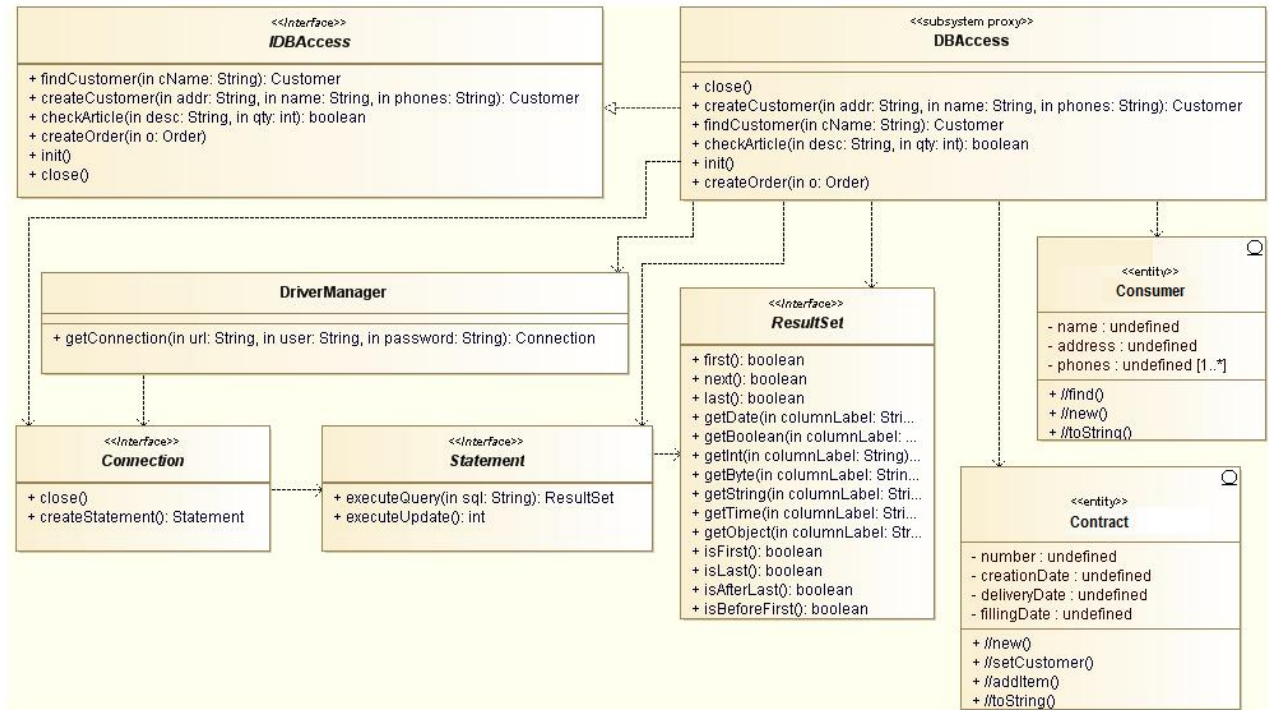 <<Interface>>
IDBAccess
+ findCustomer(in cName: String): Customer
+ createCustomer(in addr: String, in name: String, in phones: String): Customer
+ checkArticle(in desc: String, in qty: int): boolean
+ createOrder(in o: Order)
+ init()
+ close()
<<subsystem proxy>>
DBAccess
+ close()
+ createCustomer(in addr: String, in name: String, in phones: String): Customer
+ findCustomer(in cName: String): Customer
+ checkArticle(in desc: String, in qty: int): boolean
+ init()
+ createOrder(in o: Order)
DriverManager
+ getConnection(in url: String, in user: String, in password: String): Connection
<<Interface>>
Connection
+ close()
+ createStatement(): Statement
<<Interface>>
Statement
+ executeQuery(in sql: String): ResultSet
+ executeUpdate(): int
<<Interface>>
ResultSet
+ first(): boolean
+ next(): boolean
+ last(): boolean
+ getDate(in columnLabel: Stri...
+ getBoolean(in columnLabel: ...
+ getInt(in columnLabel: String)...
+ getByte(in columnLabel: Strin...
+ getString(in columnLabel: Stri...
+ getTime(in columnLabel: Stri...
+ getObject(in columnLabel: Str...
+ isFirst(): boolean
+ isLast(): boolean
+ isAfterLast(): boolean
+ isBeforeFirst(): boolean
<<entity>>
Consumer
- name : undefined
- address : undefined
- phones : undefined [1..*]
+ //find()
+ //new()
+ //toString()
<<entity>>
Contract
- number : undefined
- creationDate : undefined
- deliveryDate : undefined
- fillingDate : undefined
+ //new()
+ //setCustomer()
+ //addItem()
+ //toString()